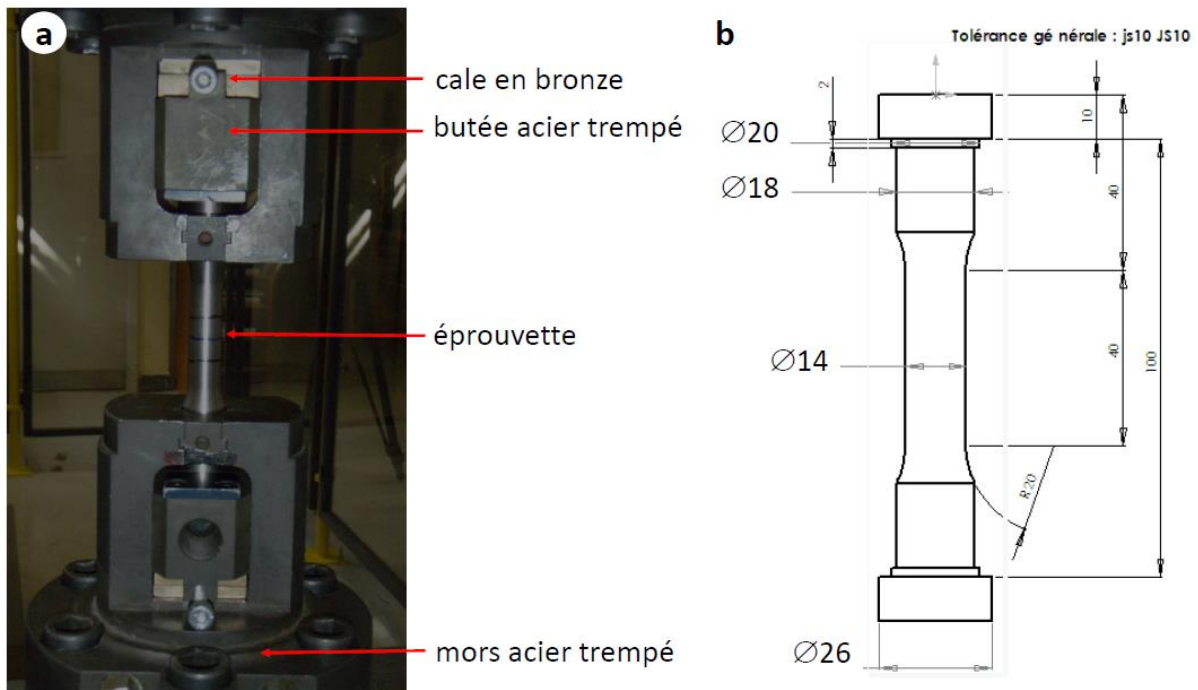 a
cale en bronze
butée acier trempé
éprouvette
mors acier trempé
b
Tolérance gé nérale : js10 JS10
2
10
∅20
∅18
40
∅14
40
100
R20
∅26